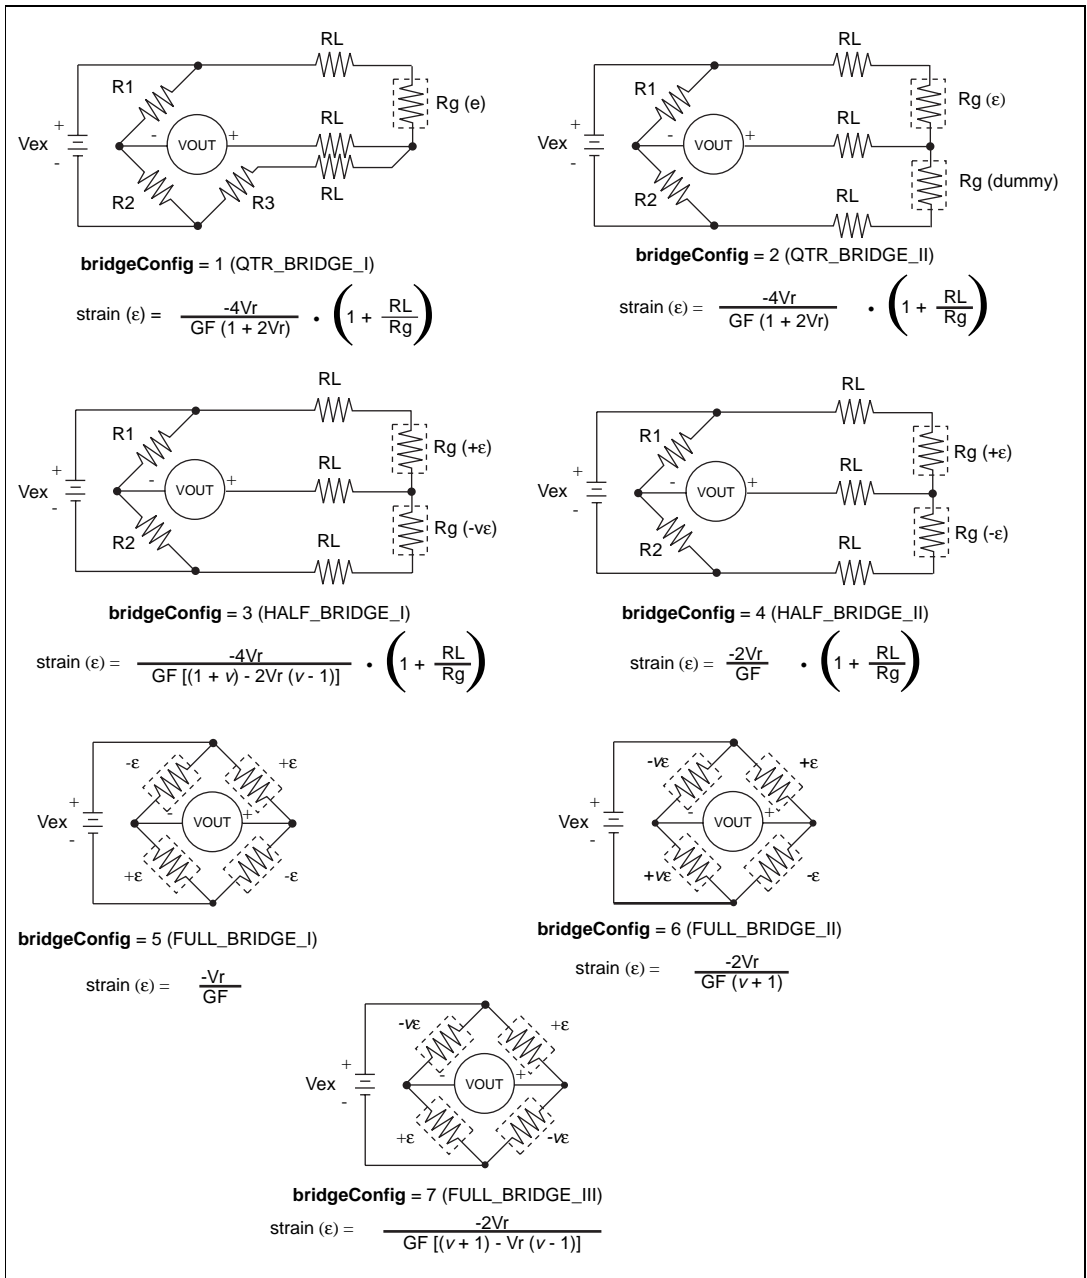 RL RL
R1 Rg (e) R1 Rg (ε)
Vex + - - VOUT + RL Vex + - - VOUT + RL
R2 R3 RL R2 RL Rg (dummy)
bridgeConfig = 1 (QTR_BRIDGE_I) bridgeConfig = 2 (QTR_BRIDGE_II)
strain (ε) = -4Vr / GF (1 + 2Vr) • (1 + RL / Rg) strain (ε) = -4Vr / GF (1 + 2Vr) • (1 + RL / Rg)
RL RL
R1 Rg (+ε) R1 Rg (+ε)
Vex + - - VOUT + RL Vex + - - VOUT + RL
R2 RL Rg (-vε) R2 RL Rg (-ε)
bridgeConfig = 3 (HALF_BRIDGE_I) bridgeConfig = 4 (HALF_BRIDGE_II)
strain (ε) = -4Vr / GF [(1 + v) - 2Vr (v - 1)] • (1 + RL / Rg) strain (ε) = -2Vr / GF • (1 + RL / Rg)
-ε +ε -vε +ε
Vex + - - VOUT + Vex + - - VOUT +
+ε -ε +vε -ε
bridgeConfig = 5 (FULL_BRIDGE_I) bridgeConfig = 6 (FULL_BRIDGE_II)
strain (ε) = -Vr / GF strain (ε) = -2Vr / GF (v + 1)
-vε +ε
Vex + - - VOUT +
+ε -vε
bridgeConfig = 7 (FULL_BRIDGE_III)
strain (ε) = -2Vr / GF [(v + 1) - Vr (v - 1)]